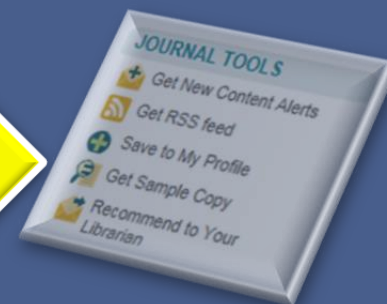 JOURNAL TOOLS
Get New Content Alerts
Get RSS feed
Save to My Profile
Get Sample Copy
Recommend to Your
Librarian